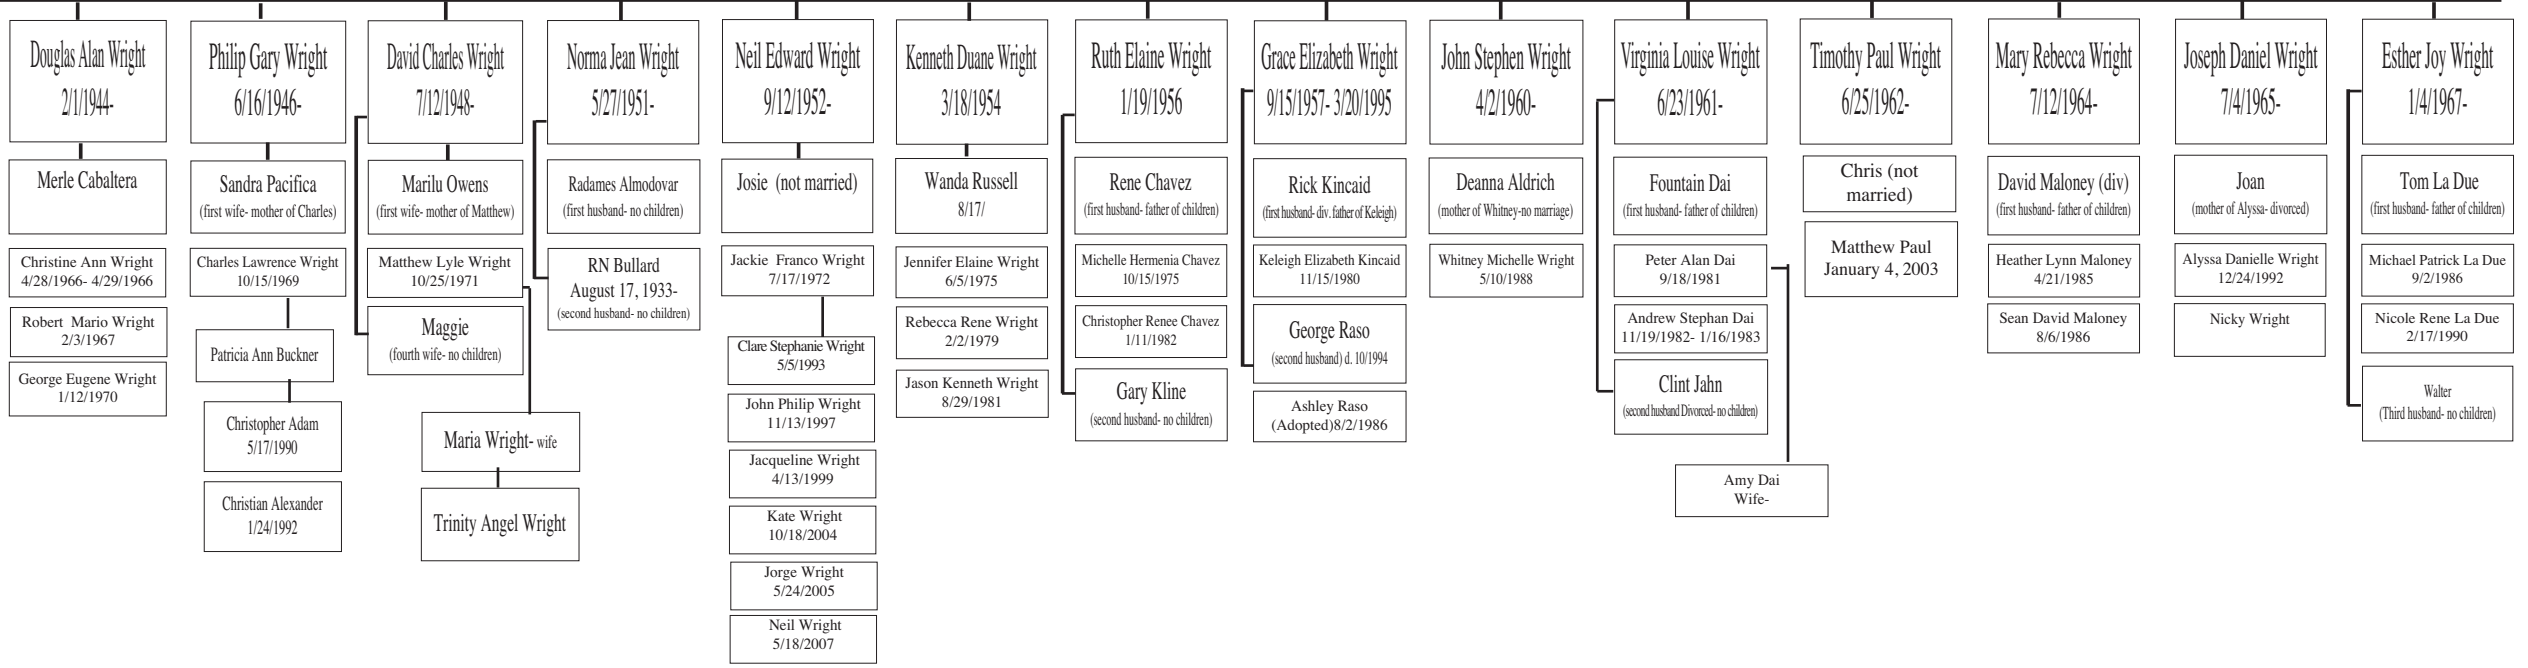 Douglas Alan Wright
2/1/1944-
Merle Cabaltera
Christine Ann Wright
4/28/1966- 4/29/1966
Robert Mario Wright
2/3/1967
George Eugene Wright
1/12/1970
Philip Gary Wright
6/16/1946-
Sandra Pacifica
(first wife- mother of Charles)
Charles Lawrence Wright
10/15/1969
Patricia Ann Buckner
Christopher Adam
5/17/1990
Christian Alexander
1/24/1992
David Charles Wright
7/12/1948-
Marilu Owens
(first wife- mother of Matthew)
Matthew Lyle Wright
10/25/1971
Maggie
(fourth wife- no children)
Maria Wright- wife
Trinity Angel Wright
Norma Jean Wright
5/27/1951-
Radames Almodovar
(first husband- no children)
RN Bullard
August 17, 1933-
(second husband- no children)
Neil Edward Wright
9/12/1952-
Josie (not married)
Jackie Franco Wright
7/17/1972
Clare Stephanie Wright
5/5/1993
John Philip Wright
11/13/1997
Jacqueline Wright
4/13/1999
Kate Wright
10/18/2004
Jorge Wright
5/24/2005
Neil Wright
5/18/2007
Kenneth Duane Wright
3/18/1954
Wanda Russell
8/17/
Jennifer Elaine Wright
6/5/1975
Rebecca Rene Wright
2/2/1979
Jason Kenneth Wright
8/29/1981
Ruth Elaine Wright
1/19/1956
Rene Chavez
(first husband- father of children)
Michelle Hermenia Chavez
10/15/1975
Christopher Renee Chavez
1/11/1982
Gary Kline
(second husband- no children)
Grace Elizabeth Wright
9/15/1957- 3/20/1995
Rick Kincaid
(first husband- div. father of Keleigh)
Keleigh Elizabeth Kincaid
11/15/1980
George Raso
(second husband) d. 10/1994
Ashley Raso
(Adopted)8/2/1986
John Stephen Wright
4/2/1960-
Deanna Aldrich
(mother of Whitney-no marriage)
Whitney Michelle Wright
5/10/1988
Virginia Louise Wright
6/23/1961-
Fountain Dai
(first husband- father of children)
Peter Alan Dai
9/18/1981
Andrew Stephan Dai
11/19/1982- 1/16/1983
Clint Jahn
(second husband Divorced- no children)
Amy Dai
Wife-
Timothy Paul Wright
6/25/1962-
Chris (not
married)
Matthew Paul
January 4, 2003
Mary Rebecca Wright
7/12/1964-
David Maloney (div)
(first husband- father of children)
Heather Lynn Maloney
4/21/1985
Sean David Maloney
8/6/1986
Joseph Daniel Wright
7/4/1965-
Joan
(mother of Alyssa- divorced)
Alyssa Danielle Wright
12/24/1992
Nicky Wright
Esther Joy Wright
1/4/1967-
Tom La Due
(first husband- father of children)
Michael Patrick La Due
9/2/1986
Nicole Rene La Due
2/17/1990
Walter
(Third husband- no children)